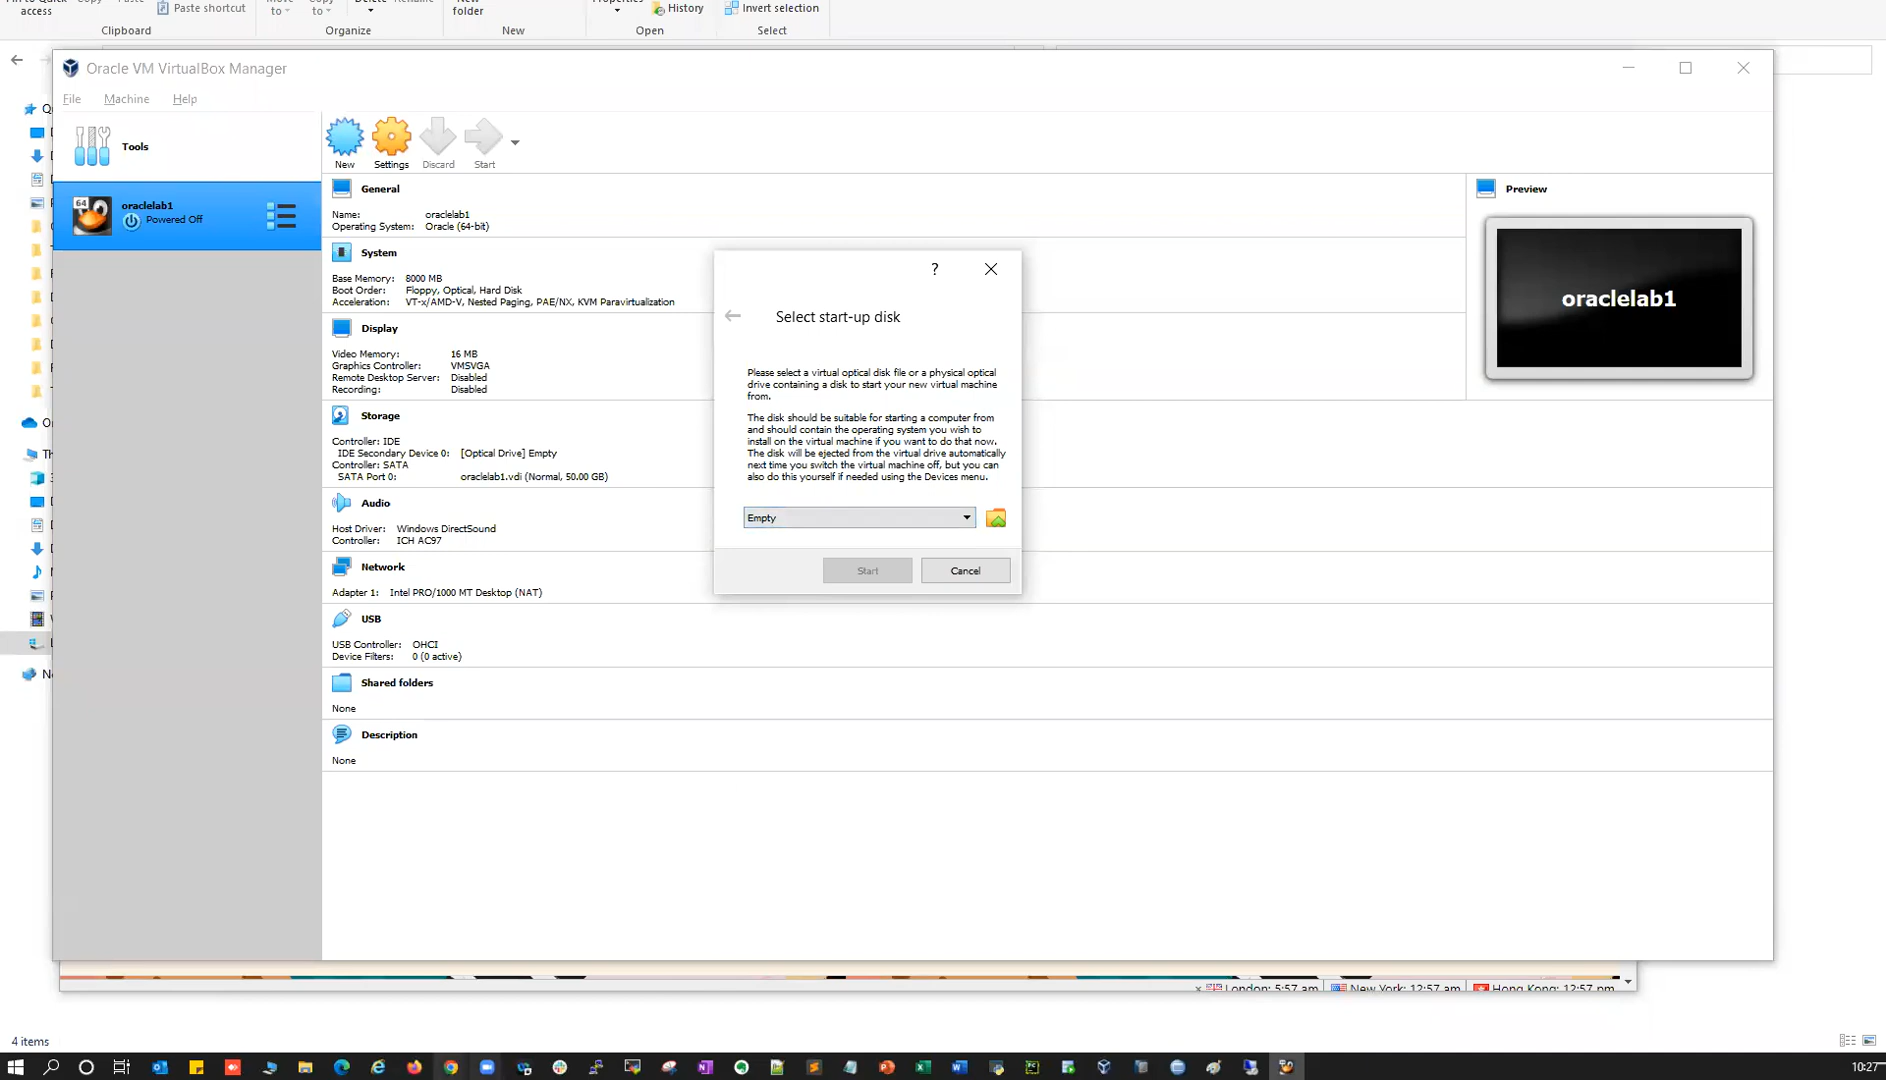 access
Paste shortcut
to
to
folder
History
Invert selection
Clipboard
Organize
New
Open
Select
Oracle VM VirtualBox Manager
File Machine Help
Tools
New
Settings
Discard
Start
64
oraclelab1
Powered Off
General
Name: oraclelab1
Operating System: Oracle (64-bit)
System
Base Memory: 8000 MB
Boot Order: Floppy, Optical, Hard Disk
Acceleration: VT-x/AMD-V, Nested Paging, PAE/NX, KVM Paravirtualization
Display
Video Memory: 16 MB
Graphics Controller: VMSVGA
Remote Desktop Server: Disabled
Recording: Disabled
Storage
Controller: IDE
IDE Secondary Device 0: [Optical Drive] Empty
Controller: SATA
SATA Port 0: oraclelab1.vdi (Normal, 50.00 GB)
Audio
Host Driver: Windows DirectSound
Controller: ICH AC97
Network
Adapter 1: Intel PRO/1000 MT Desktop (NAT)
USB
USB Controller: OHCI
Device Filters: 0 (0 active)
Shared folders
None
Description
None
Preview
oraclelab1
?
Select start-up disk
Please select a virtual optical disk file or a physical optical
drive containing a disk to start your new virtual machine
from.
The disk should be suitable for starting a computer from
and should contain the operating system you wish to
install on the virtual machine if you want to do that now.
The disk will be ejected from the virtual drive automatically
next time you switch the virtual machine off, but you can
also do this yourself if needed using the Devices menu.
Empty
Start
Cancel
London: 5:57 am
New York: 12:57 am
Hong Kong: 12:57 pm
4 items
10:27